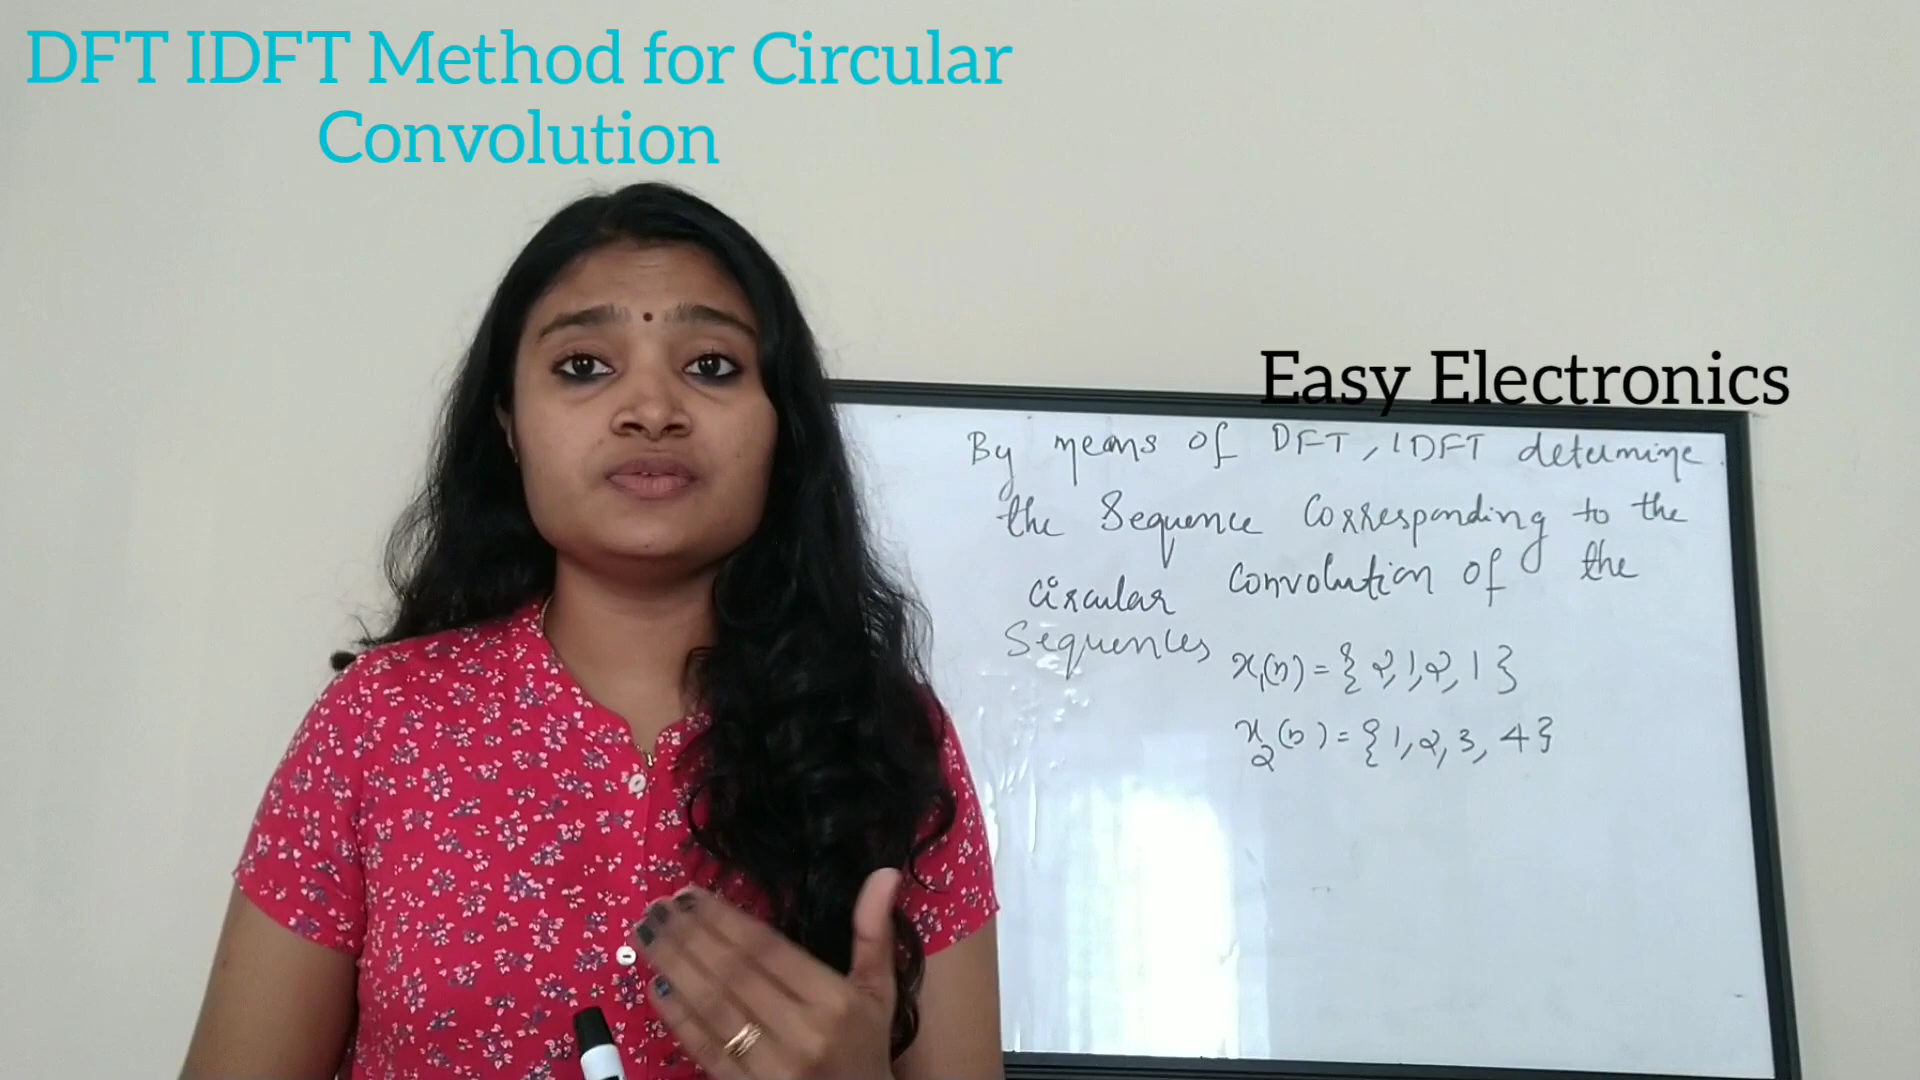 DFT IDFT Method for Circular
Convolution
Easy Electronics
By means of DFT, IDFT determine
the Sequence Corresponding to the
circular Convolution of the
Sequences x₁(n) = { 2, 1, 2, 1 }
x₂(n) = { 1, 2, 3, 4 }